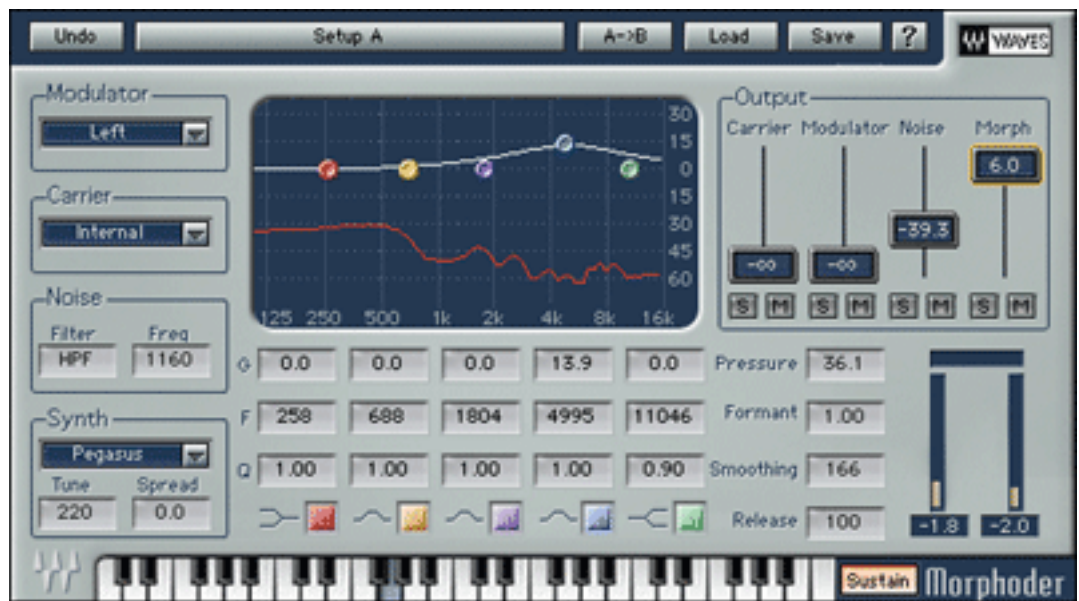 Undo Setup A A->B Load Save ? WAVES
Modulator
Left
Carrier
Internal
Noise
Filter Freq
HPF 1160
Synth
Pegasus
Tune Spread
220 0.0
30
15
0
15
30
45
60
125 250 500 1k 2k 4k 8k 16k
G 0.0 0.0 0.0 13.9 0.0
F 258 688 1804 4995 11046
Q 1.00 1.00 1.00 1.00 0.90
Output
Carrier Modulator Noise Morph
6.0
-39.3
-∞ -∞
S M S M S M S M
Pressure 36.1
Formant 1.00
Smoothing 166
Release 100
-1.8 -2.0
Sustain Morphoder